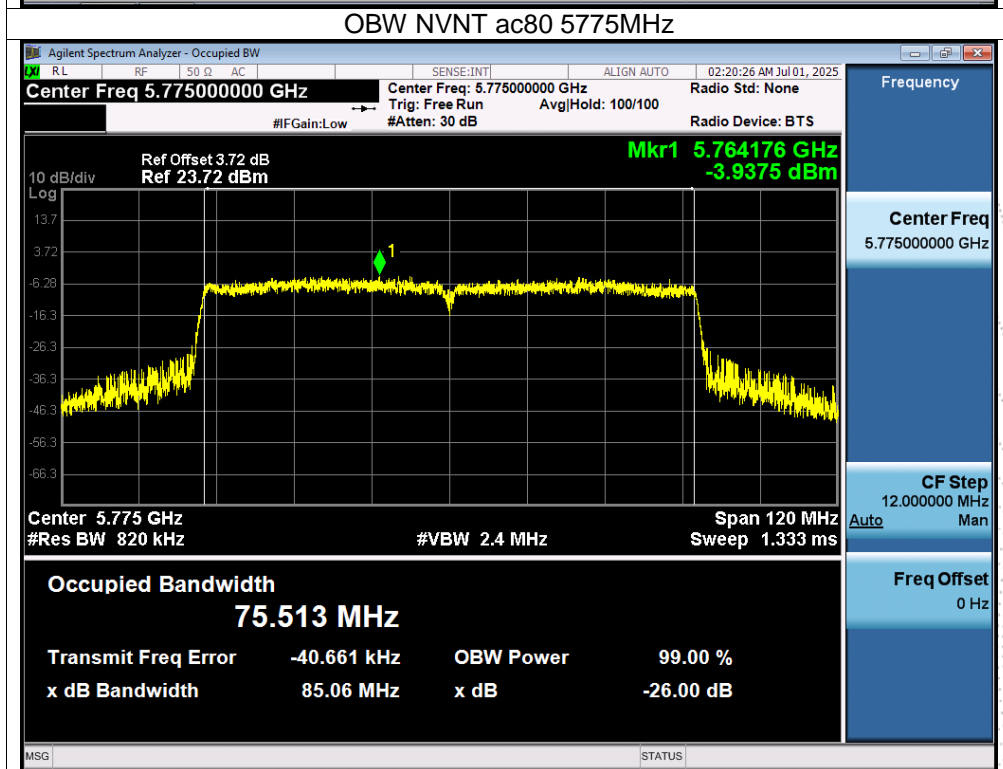 OBW NVNT ac80 5775MHz
Agilent Spectrum Analyzer - Occupied BW
LXI RL RF 50 Ω AC SENSE:INT ALIGN AUTO 02:20:26 AM Jul 01, 2025
Center Freq 5.775000000 GHz
Center Freq: 5.775000000 GHz Radio Std: None
Trig: Free Run Avg|Hold: 100/100
#IFGain:Low #Atten: 30 dB Radio Device: BTS
Frequency
Mkr1 5.764176 GHz
-3.9375 dBm
Ref Offset 3.72 dB
10 dB/div Ref 23.72 dBm
Log
13.7
3.72
-6.28
-16.3
-26.3
-36.3
-46.3
-56.3
-66.3
1
Center 5.775 GHz Span 120 MHz
#Res BW 820 kHz #VBW 2.4 MHz Sweep 1.333 ms
Occupied Bandwidth
75.513 MHz
Transmit Freq Error -40.661 kHz OBW Power 99.00 %
x dB Bandwidth 85.06 MHz x dB -26.00 dB
Center Freq
5.775000000 GHz
CF Step
12.000000 MHz
Auto Man
Freq Offset
0 Hz
MSG STATUS